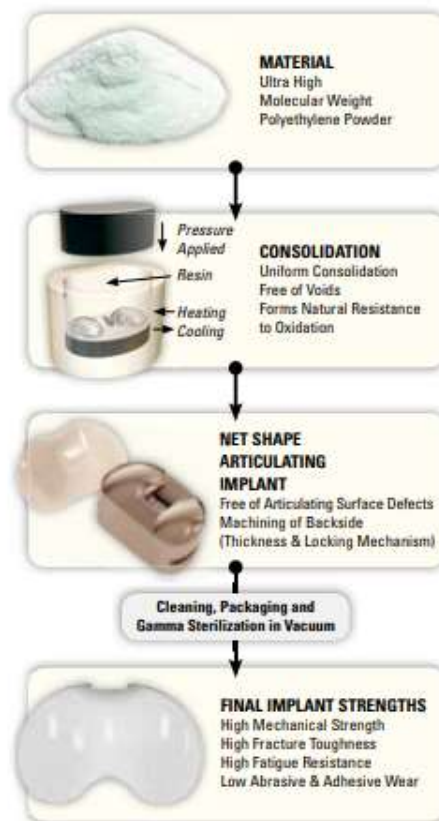 MATERIAL
Ultra High
Molecular Weight
Polyethylene Powder
Pressure
Applied
Resin
Heating
Cooling
CONSOLIDATION
Uniform Consolidation
Free of Voids
Forms Natural Resistance
to Oxidation
NET SHAPE
ARTICULATING
IMPLANT
Free of Articulating Surface Defects
Machining of Backside
(Thickness & Locking Mechanism)
Cleaning, Packaging and
Gamma Sterilization in Vacuum
FINAL IMPLANT STRENGTHS
High Mechanical Strength
High Fracture Toughness
High Fatigue Resistance
Low Abrasive & Adhesive Wear